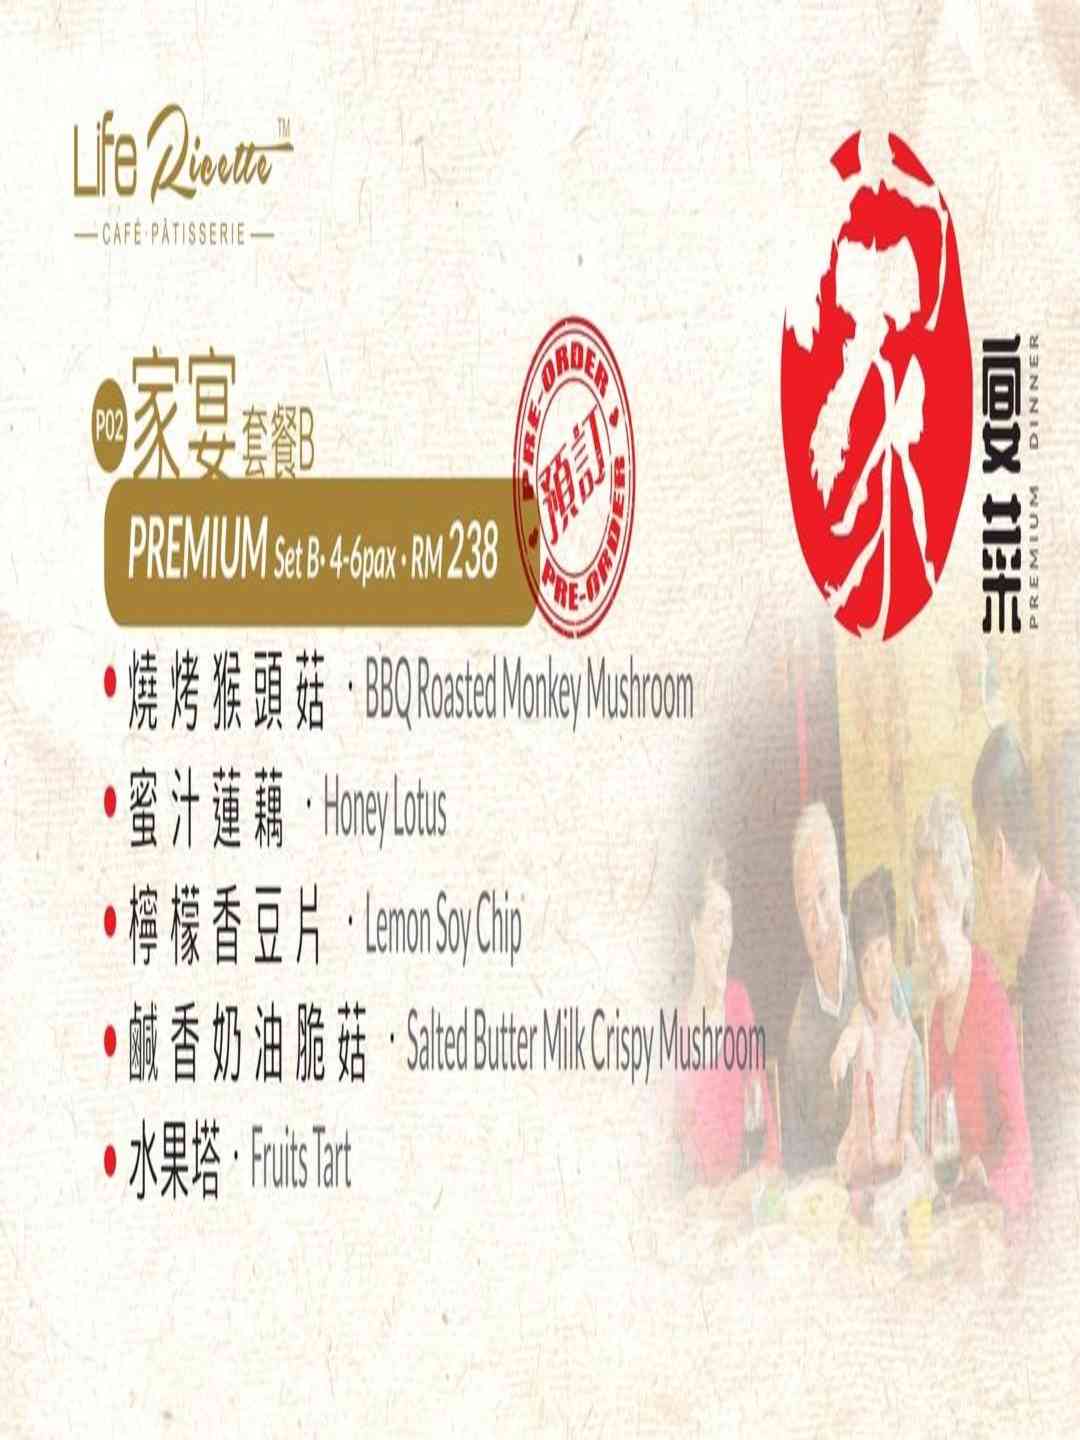 Life Ricette™
CAFÉ·PÂTISSERIE
P02 家宴 套餐B
PREMIUM Set B• 4-6pax • RM 238
PRE-ORDER
預訂
PRE-ORDER
家
宴菜
PREMIUM DINNER
燒烤猴頭菇 · BBQ Roasted Monkey Mushroom
蜜汁蓮藕 · Honey Lotus
檸檬香豆片 · Lemon Soy Chip
鹹香奶油脆菇 · Salted Butter Milk Crispy Mushroom
水果塔 · Fruits Tart